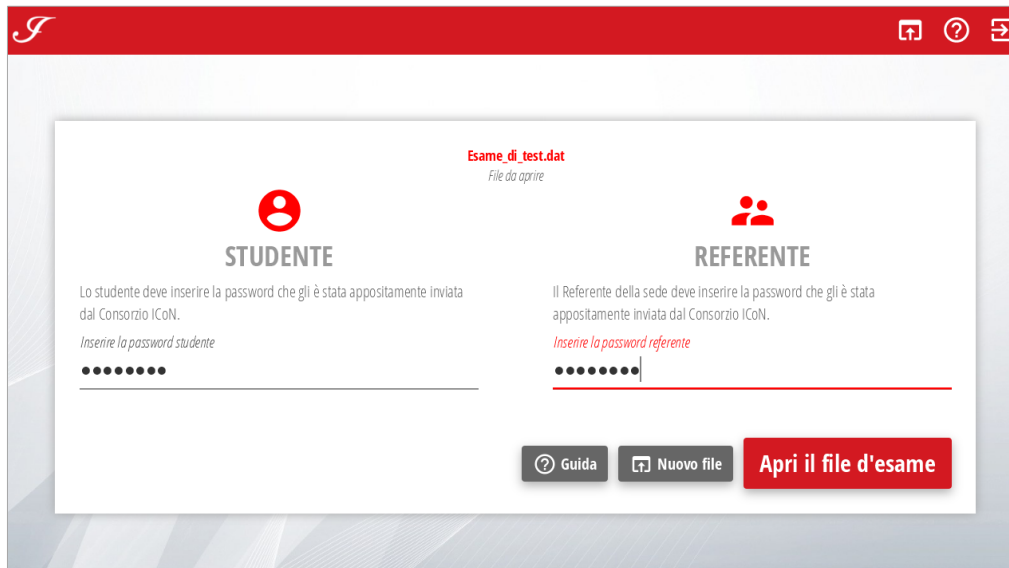 Esame_di_test.dat
File da aprire
STUDENTE
Lo studente deve inserire la password che gli è stata appositamente inviata
dal Consorzio ICoN.
Inserire la password studente
••••••••
REFERENTE
Il Referente della sede deve inserire la password che gli è stata
appositamente inviata dal Consorzio ICoN.
Inserire la password referente
••••••••
Guida
Nuovo file
Apri il file d'esame